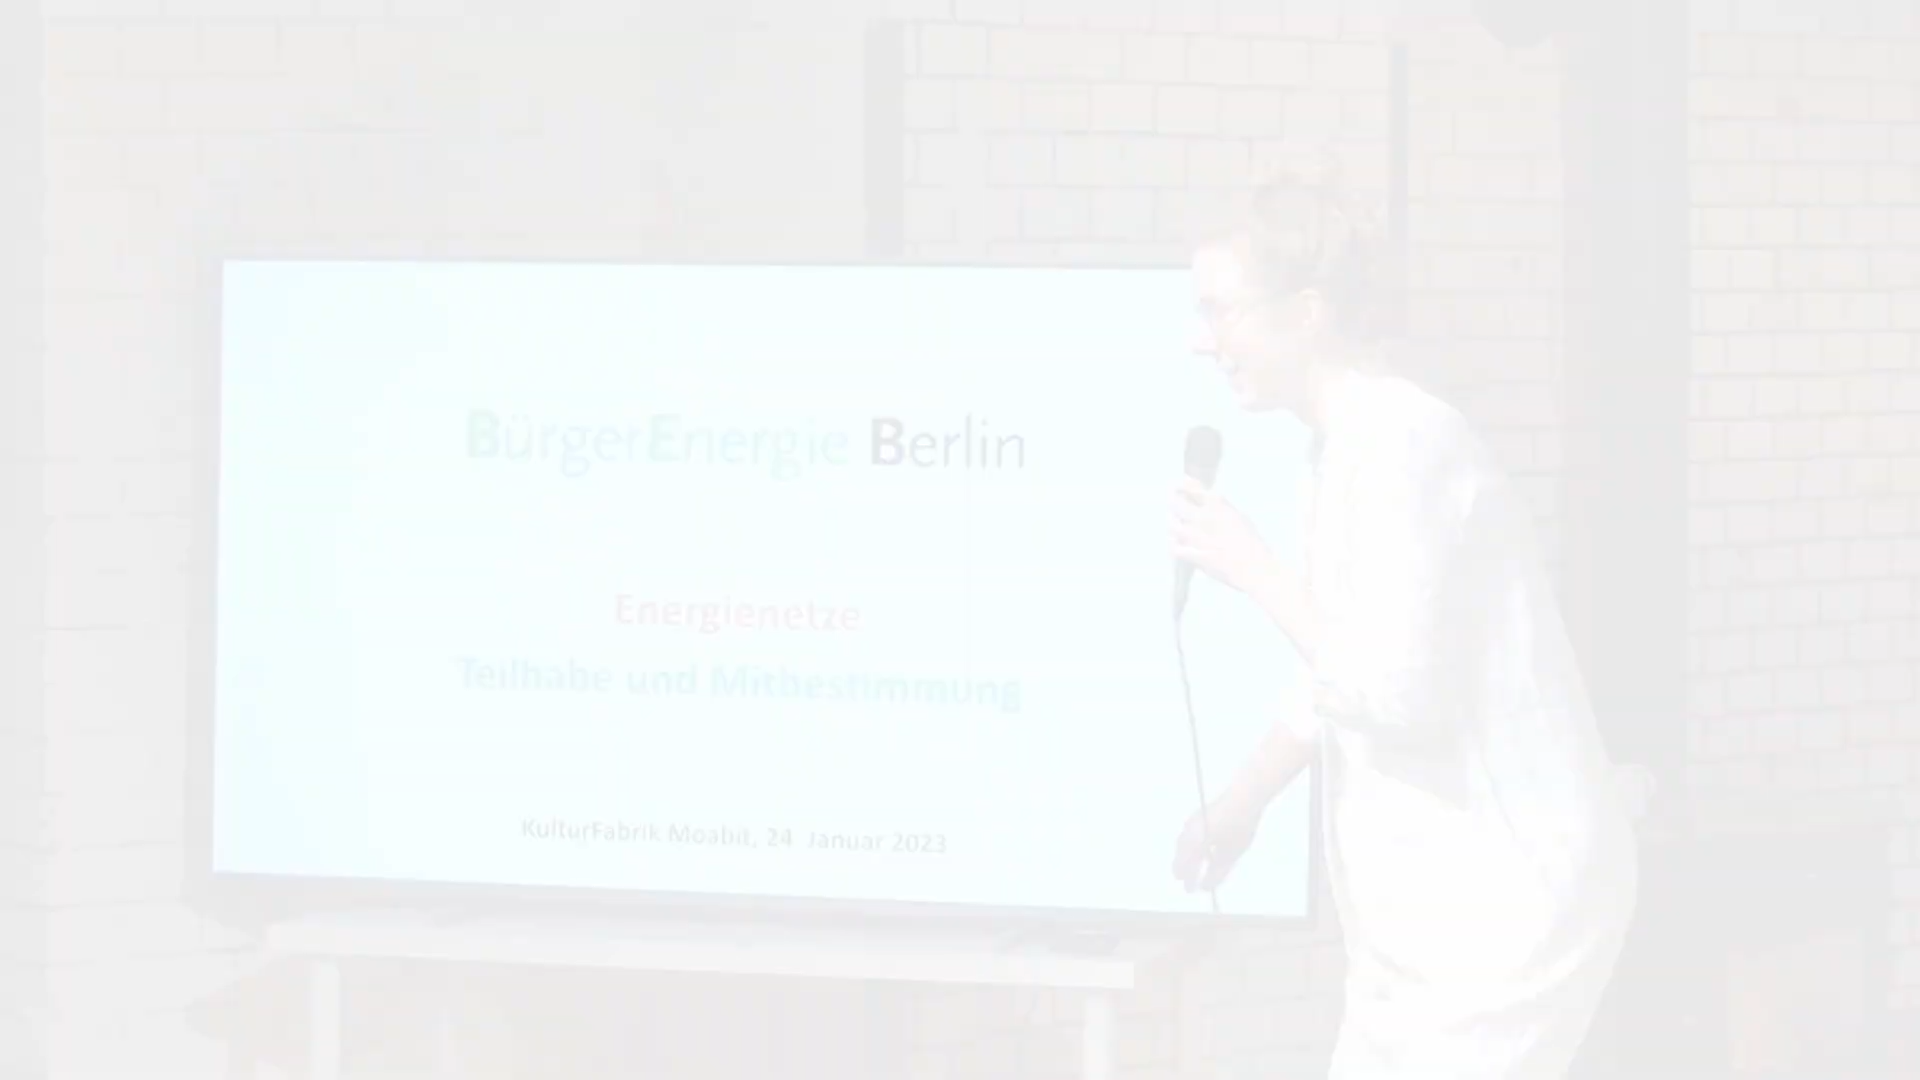 BürgerEnergie Berlin
Energienetze
Teilhabe und Mitbestimmung
KulturFabrik Moabit, 24 Januar 2023